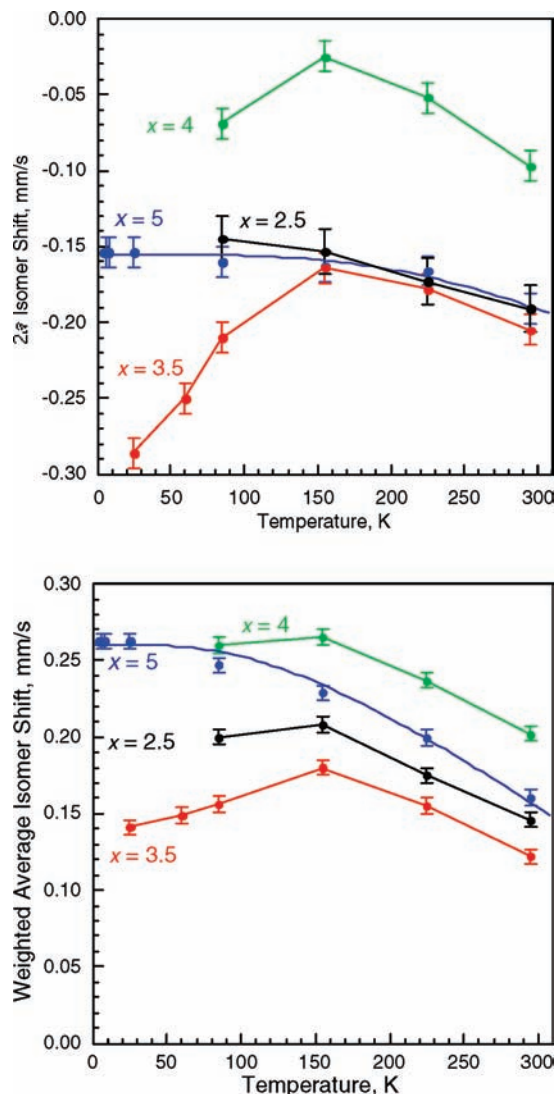 0.00
-0.05
-0.10
-0.15
-0.20
-0.25
-0.30
2a Isomer Shift, mm/s
x = 4
x = 5
x = 2.5
x = 3.5
0 50 100 150 200 250 300
Temperature, K
0.30
0.25
0.20
0.15
0.10
0.05
0.00
Weighted Average Isomer Shift, mm/s
x = 4
x = 5
x = 2.5
x = 3.5
0 50 100 150 200 250 300
Temperature, K